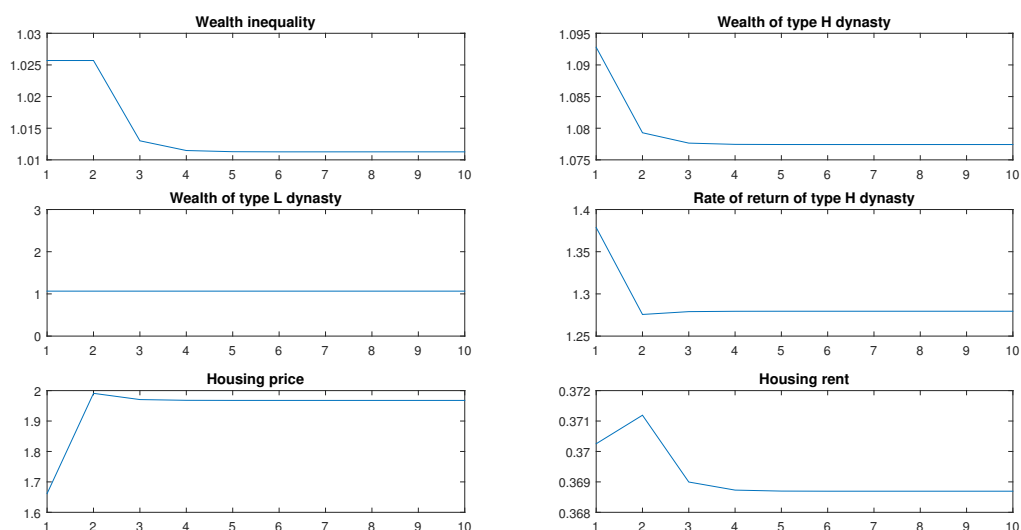 Wealth inequality
1.03
1.025
1.02
1.015
1.01
1 2 3 4 5 6 7 8 9 10
Wealth of type H dynasty
1.095
1.09
1.085
1.08
1.075
1 2 3 4 5 6 7 8 9 10
Wealth of type L dynasty
3
2
1
0
1 2 3 4 5 6 7 8 9 10
Rate of return of type H dynasty
1.4
1.35
1.3
1.25
1 2 3 4 5 6 7 8 9 10
Housing price
2
1.9
1.8
1.7
1.6
1 2 3 4 5 6 7 8 9 10
Housing rent
0.372
0.371
0.37
0.369
0.368
1 2 3 4 5 6 7 8 9 10